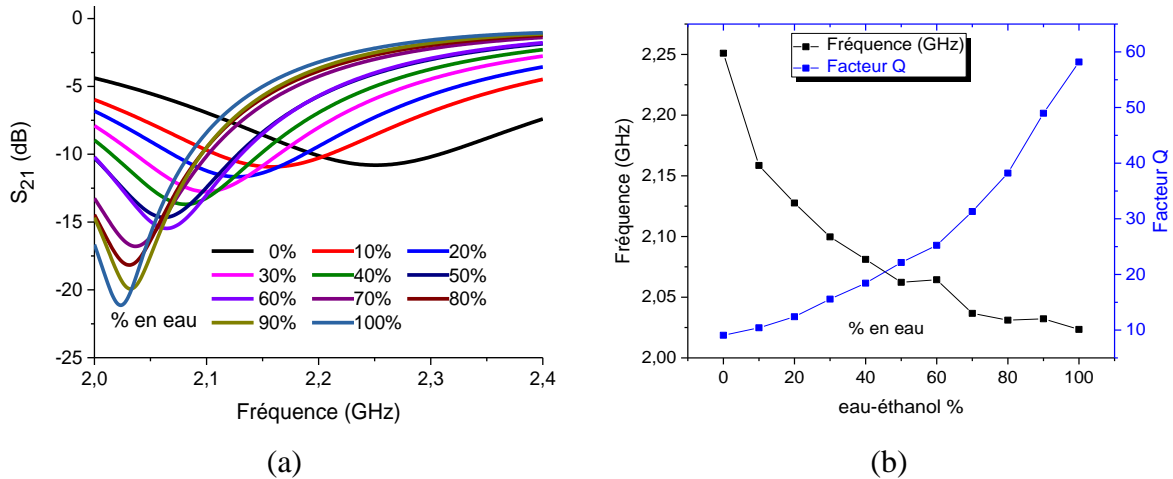 0
-5
-10
-15
-20
-25
S21 (dB)
0% 10% 20%
30% 40% 50%
60% 70% 80%
90% 100%
% en eau
2,0 2,1 2,2 2,3 2,4
Fréquence (GHz)
(a)
2,25
2,20
2,15
2,10
2,05
2,00
Fréquence (GHz)
Fréquence (GHz)
Facteur Q
% en eau
60
50
40
30
20
10
Facteur Q
0 20 40 60 80 100
eau-éthanol %
(b)